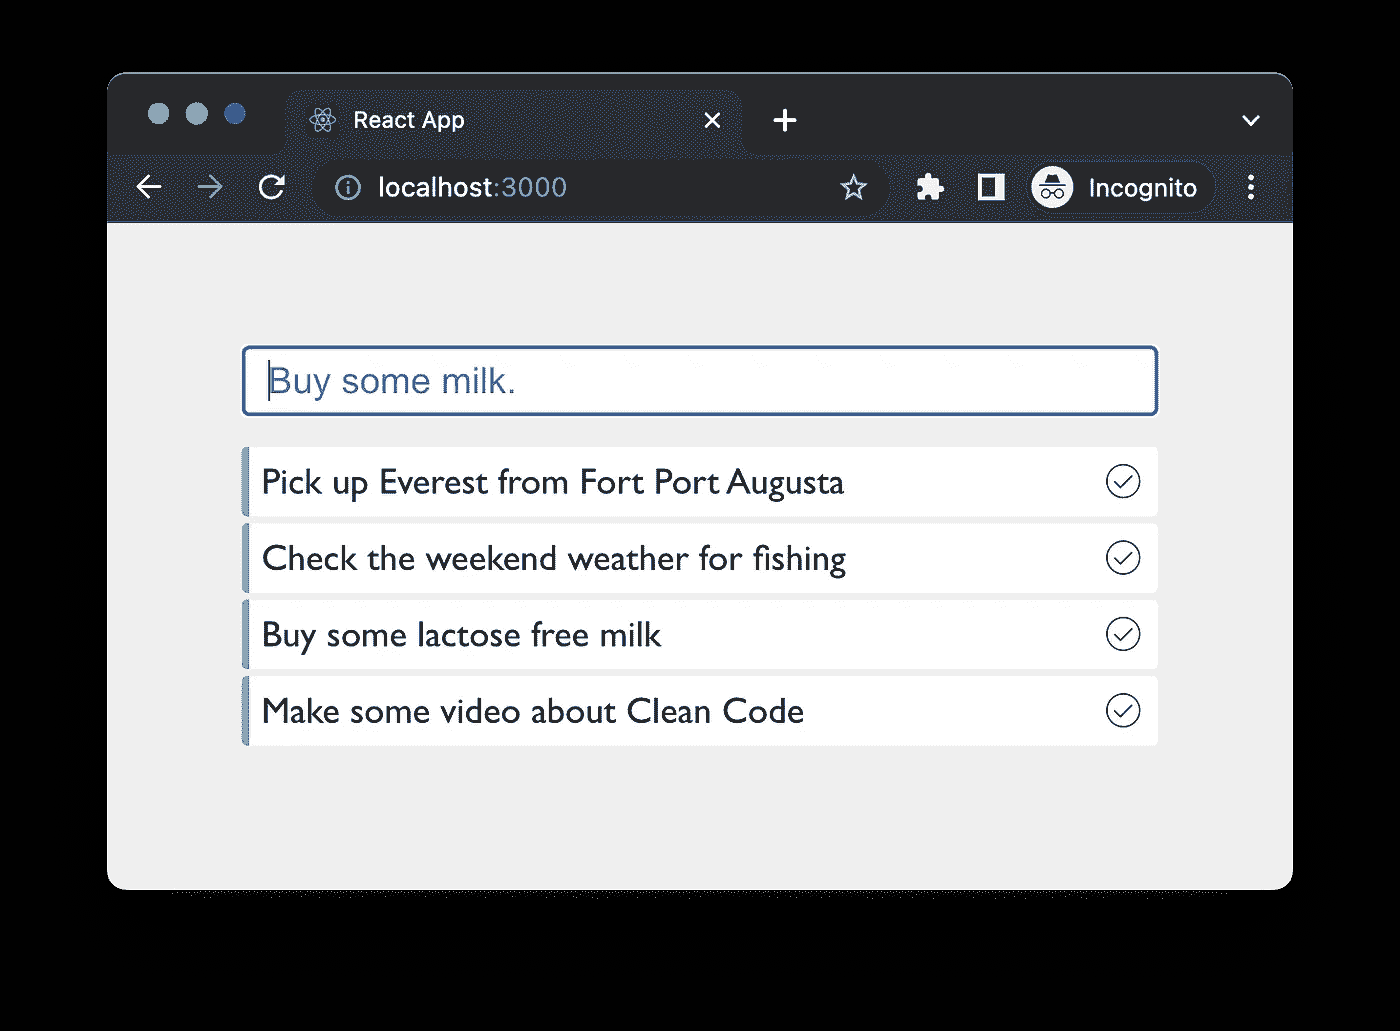 React App
localhost:3000
Incognito
Buy some milk.
Pick up Everest from Fort Port Augusta
Check the weekend weather for fishing
Buy some lactose free milk
Make some video about Clean Code